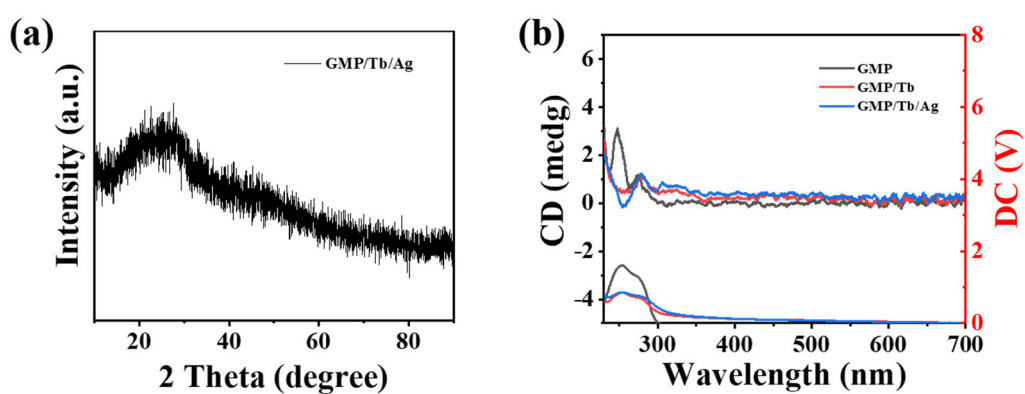 (a)
GMP/Tb/Ag
Intensity (a.u.)
20 40 60 80
2 Theta (degree)
(b)
6
4
2
0
-2
-4
CD (medg)
GMP
GMP/Tb
GMP/Tb/Ag
8
6
4
2
0
DC (V)
300 400 500 600 700
Wavelength (nm)